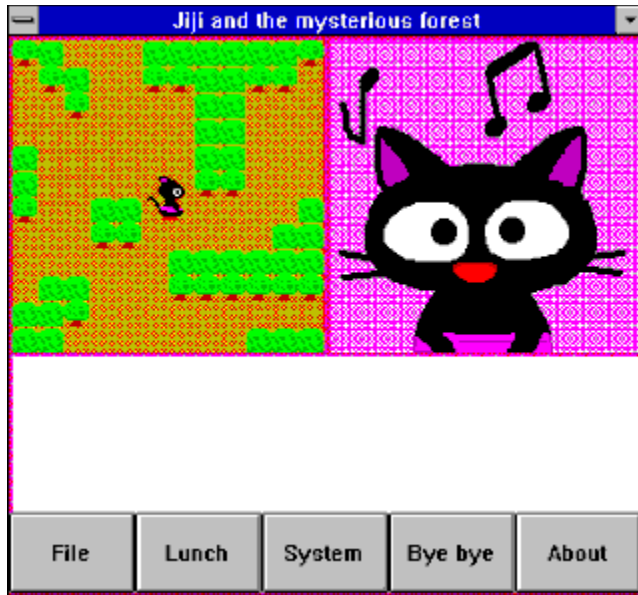 Jiji and the mysterious forest
File
Lunch
System
Bye bye
About